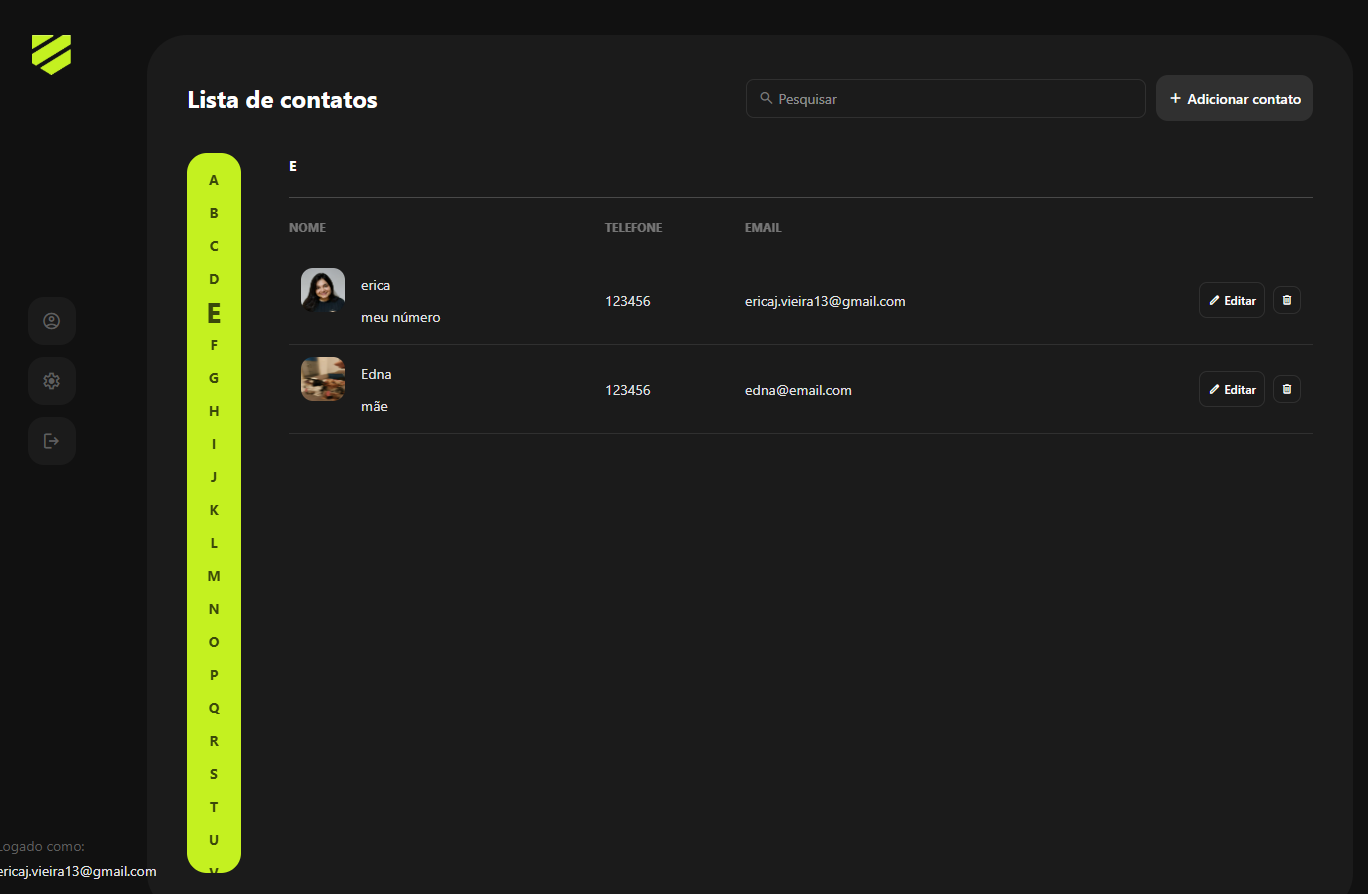 Lista de contatos
Pesquisar
+ Adicionar contato
A
B
C
D
E
F
G
H
I
J
K
L
M
N
O
P
Q
R
S
T
U
V
E
NOME TELEFONE EMAIL
erica
meu número
123456
ericaj.vieira13@gmail.com
Editar
Edna
mãe
123456
edna@email.com
Editar
Logado como:
ericaj.vieira13@gmail.com